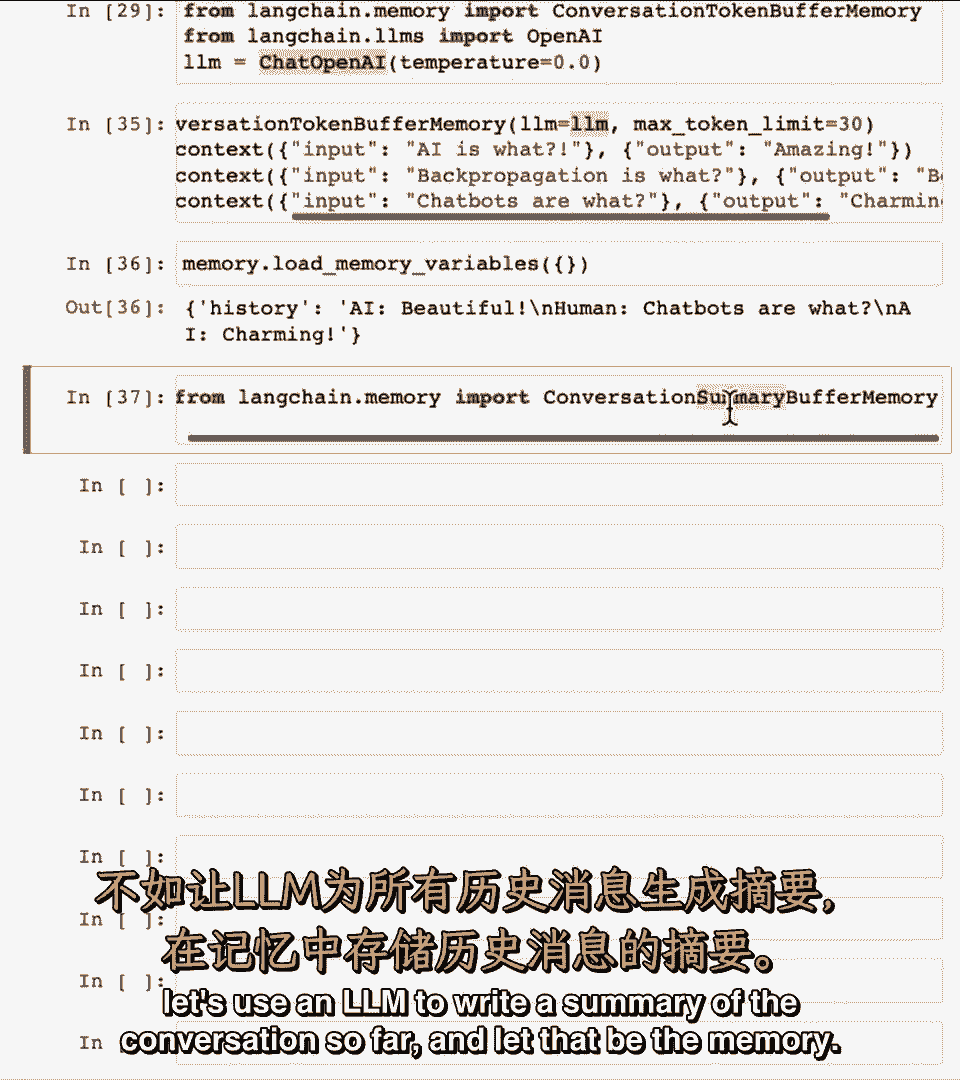 In [29]: from langchain.memory import ConversationTokenBufferMemory
from langchain.llms import OpenAI
llm = ChatOpenAI(temperature=0.0)
In [35]: versationTokenBufferMemory(llm=llm, max_token_limit=30)
context({"input": "AI is what?!"}, {"output": "Amazing!"})
context({"input": "Backpropagation is what?"}, {"output": "Be
context({"input": "Chatbots are what?"}, {"output": "Charmin
In [36]: memory.load_memory_variables({})
Out[36]: {'history': 'AI: Beautiful!\nHuman: Chatbots are what?\nA
I: Charming!'}
In [37]: from langchain.memory import ConversationSummaryBufferMemory
In [ ]:
In [ ]:
In [ ]:
In [ ]:
In [ ]:
In [ ]:
In [ ]:
不如让LLM为所有历史消息生成摘要,
In [ ]:
在记忆中存储历史消息的摘要。
In [ ]:
let's use an LLM to write a summary of the
In
conversation so far, and let that be the memory.